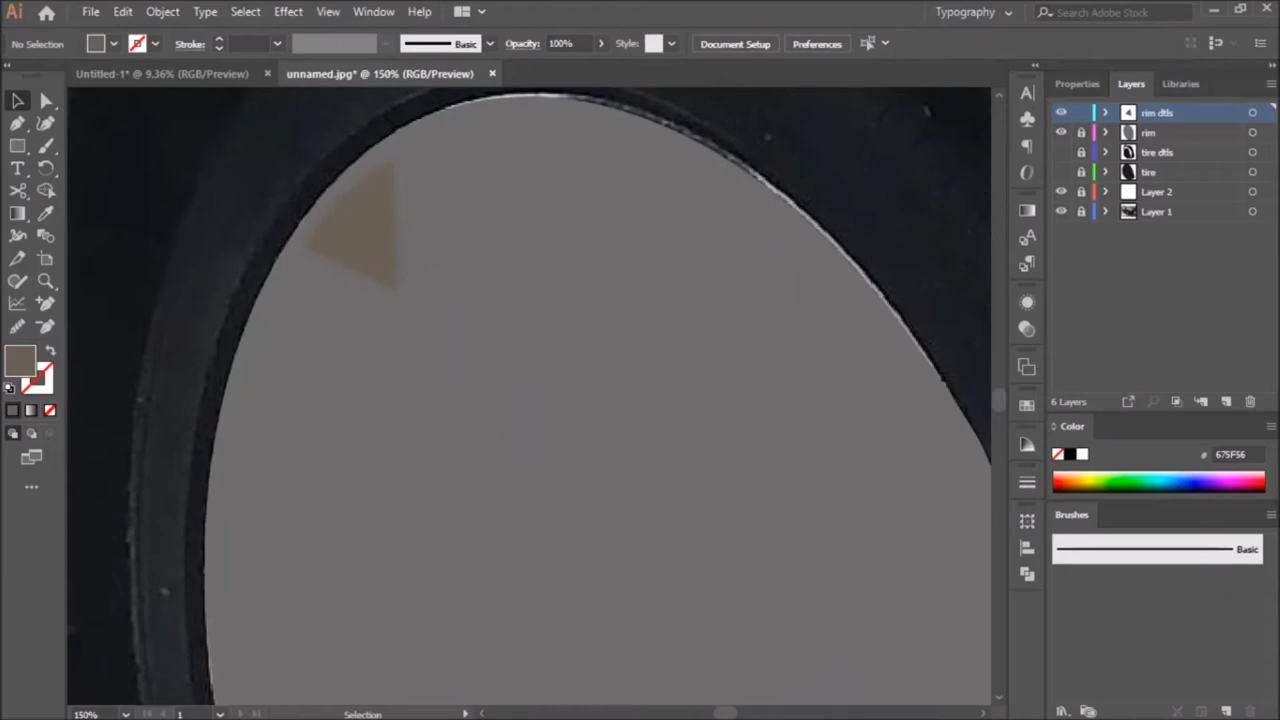 Ai File Edit Object Type Select Effect View Window Help Typography Search Adobe Stock
No Selection Stroke: Basic Opacity: 100% Style: Document Setup Preferences
Untitled-1* @ 9.36% (RGB/Preview) × unnamed.jpg* @ 150% (RGB/Preview) ×
Properties Layers Libraries
rim dtls
rim
tire dtls
tire
Layer 2
Layer 1
6 Layers
Color
# 675F56
Brushes
Basic
150% 1 Selection